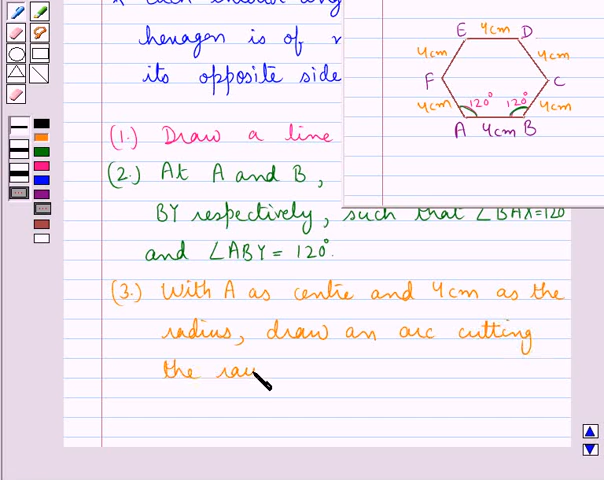 Each
hexagon is of
its opposite side
(1.) Draw a line
(2.) At A and B,
BY respectively, such that ∠BAX=120
and ∠ABY = 120°.
(3.) With A as centre and 4cm as the
radius, draw an arc cutting
the ray
E 4cm D
4cm 4cm
F C
4cm 120° 120° 4cm
A 4cm B